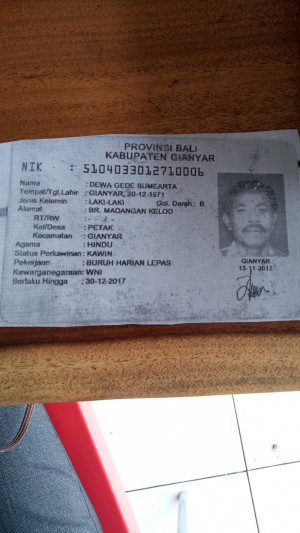 PROVINSI BALI
KABUPATEN GIANYAR
NIK : 5104033012710006
Nama : DEWA GEDE SUMEARTA
Tempat/Tgl Lahir : GIANYAR, 30-12-1971
Jenis Kelamin : LAKI-LAKI Gol. Darah : B
Alamat : BR. MADANGAN KELOD
RT/RW : - / -
Kel/Desa : PETAK
Kecamatan : GIANYAR
Agama : HINDU
Status Perkawinan : KAWIN
Pekerjaan : BURUH HARIAN LEPAS
Kewarganegaraan : WNI
Berlaku Hingga : 30-12-2017
GIANYAR
13-11-2012